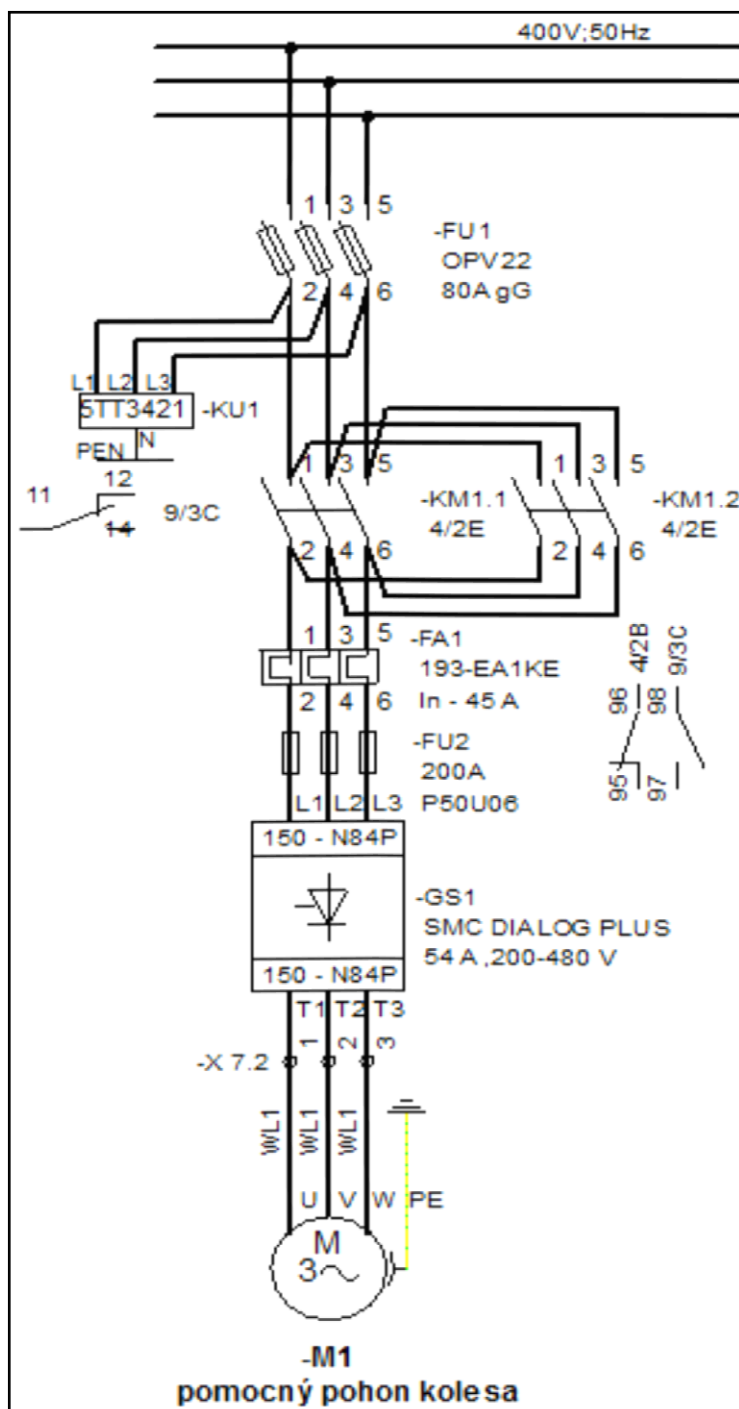 400V;50Hz
1 3 5
-FU1
OPV22
80A gG
2 4 6
L1 L2 L3
5TT3421 -KU1
PEN N
11 12
14
9/3C
1 3 5
-KM1.1
4/2E
2 4 6
1 3 5
-KM1.2
4/2E
2 4 6
1 3 5
-FA1
193-EA1KE
In - 45 A
2 4 6
4/2B 9/3C
96 98
95 97
-FU2
200A
P50U06
L1 L2 L3
150 - N84P
-GS1
SMC DIALOG PLUS
54 A ,200-480 V
150 - N84P
T1 T2 T3
-X 7.2 1 2 3
WL1 WL1 WL1
U V W PE
M
3
-M1
pomocný pohon kolesa